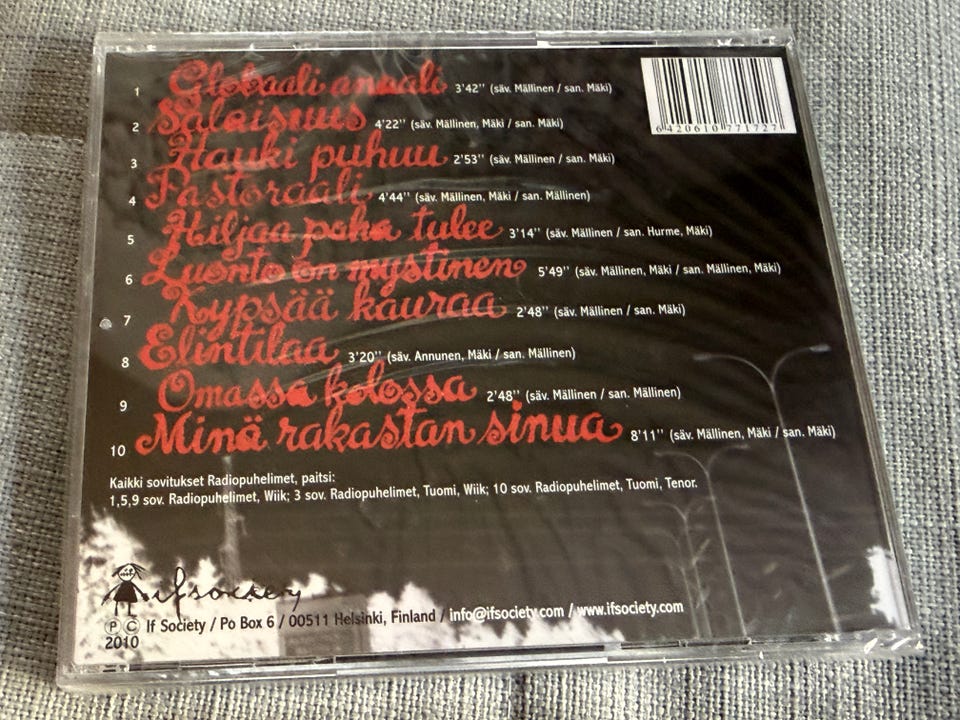 1 Globaali anaali 3'42'' (säv. Mällinen / san. Mäki)
2 Salaisuus 4'22'' (säv. Mällinen, Mäki / san. Mäki)
3 Hauki puhuu 2'53'' (säv. Mällinen / san. Mäki)
4 Pastoraali 4'44'' (säv. Mällinen, Mäki / san. Mällinen)
5 Hiljaa paha tulee 3'14'' (säv. Mällinen / san. Hurme, Mäki)
6 Luonto on mystinen 5'49'' (säv. Mällinen, Mäki / san. Mällinen, Mäki)
7 Kypsää kauraa 2'48'' (säv. Mällinen / san. Mäki)
8 Elintilaa 3'20'' (säv. Annunen, Mäki / san. Mällinen)
9 Omassa kolossa 2'48'' (säv. Mällinen / san. Mällinen)
10 Minä rakastan sinua 8'11'' (säv. Mällinen, Mäki / san. Mäki)
6 420610 771727
Kaikki sovitukset Radiopuhelimet, paitsi:
1,5,9 sov. Radiopuhelimet, Wiik; 3 sov. Radiopuhelimet, Tuomi, Wiik; 10 sov. Radiopuhelimet, Tuomi, Tenor.
if society
Ⓟ © If Society / Po Box 6 / 00511 Helsinki, Finland / info@ifsociety.com / www.ifsociety.com
2010